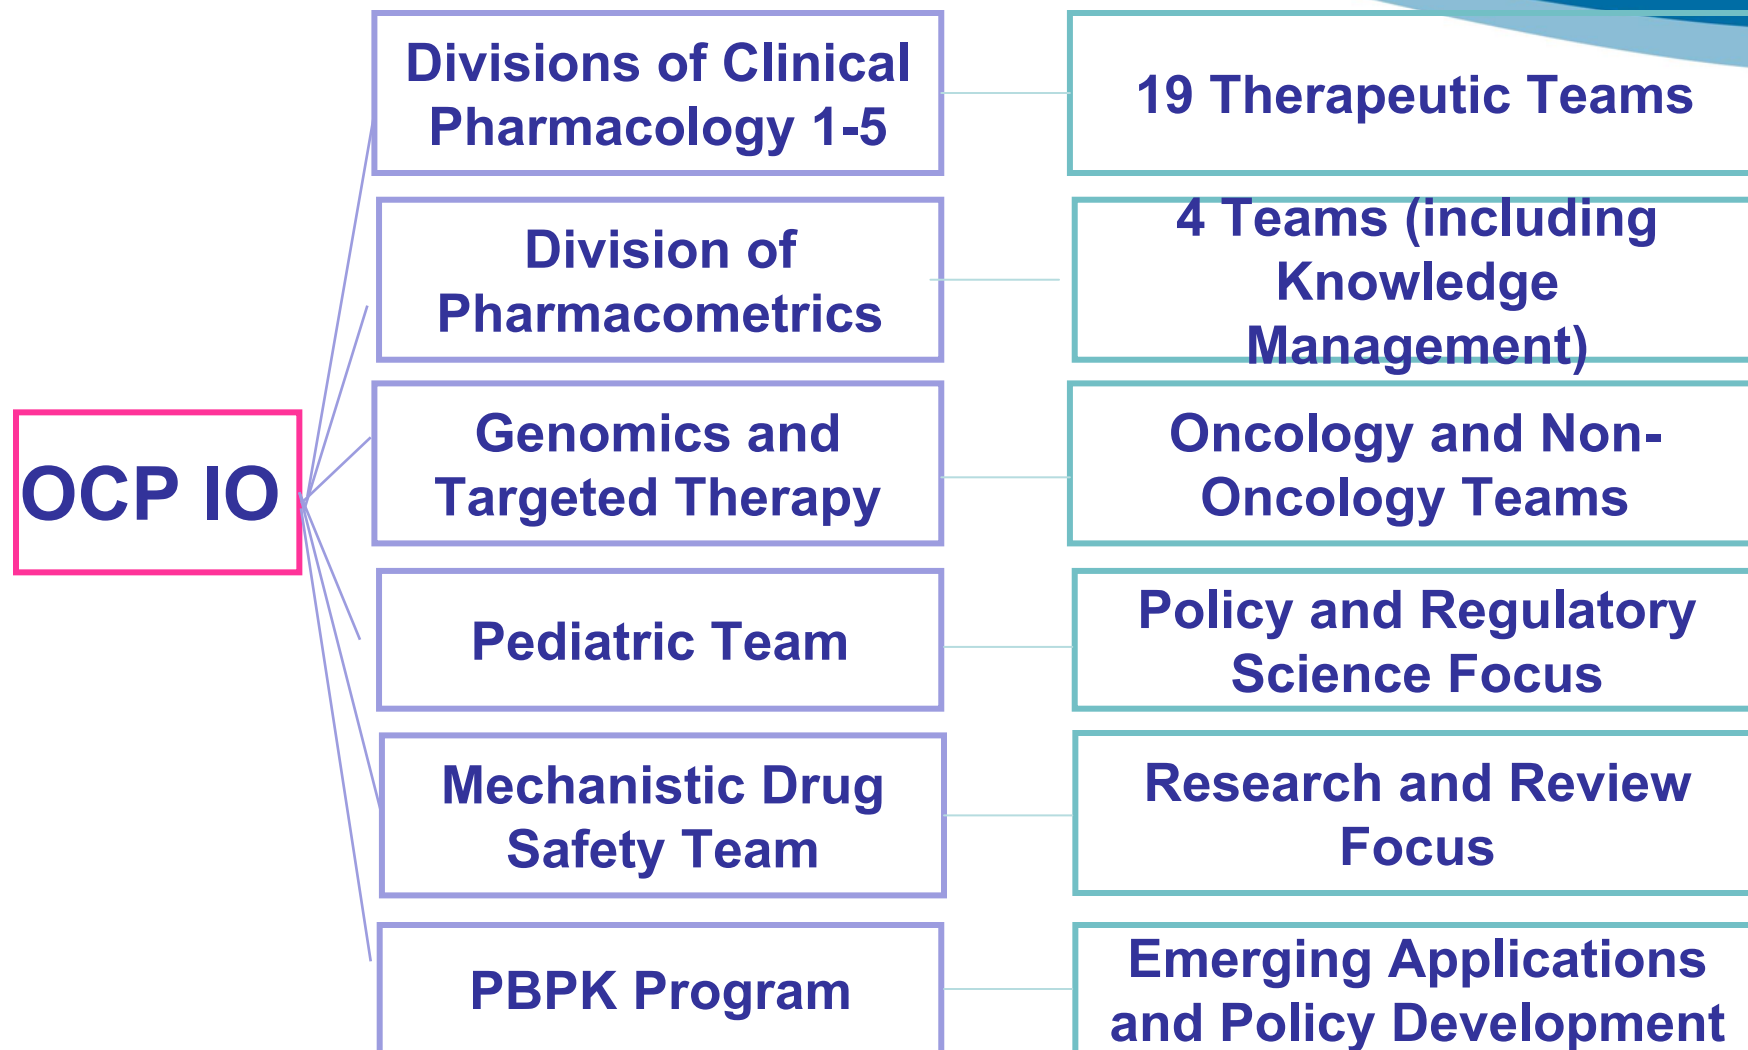 Divisions of Clinical
Pharmacology 1-5
19 Therapeutic Teams
Division of
Pharmacometrics
4 Teams (including
Knowledge
Management)
OCP IO
Genomics and
Targeted Therapy
Oncology and Non-
Oncology Teams
Pediatric Team
Policy and Regulatory
Science Focus
Mechanistic Drug
Safety Team
Research and Review
Focus
PBPK Program
Emerging Applications
and Policy Development